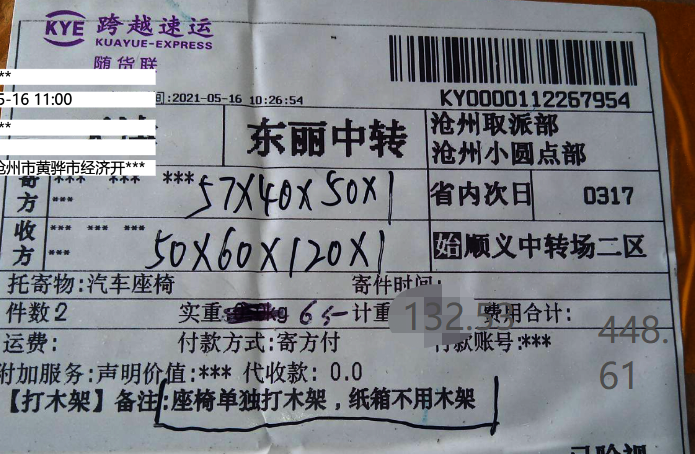 KYE 跨越速运
KUAYUE-EXPRESS
随货联
**
5-16 11:00
间:2021-05-16 10:26:54
KY0000112267954
**
东丽中转
沧州取派部
沧州小圆点部
沧州市黄骅市经济开***
寄方 *** *** ***
***
57X40X50X1
省内次日 0317
收方 *** *** ***
***
50X60X120X1
始 顺义中转场二区
托寄物:汽车座椅 寄件时间:
件数2 实重: kg 65 计重 132.53 费用合计:
448.61
运费: 付款方式:寄方付 付款账号:***
附加服务:声明价值:*** 代收款: 0.0
【打木架】备注:座椅单独打木架，纸箱不用木架
已验视